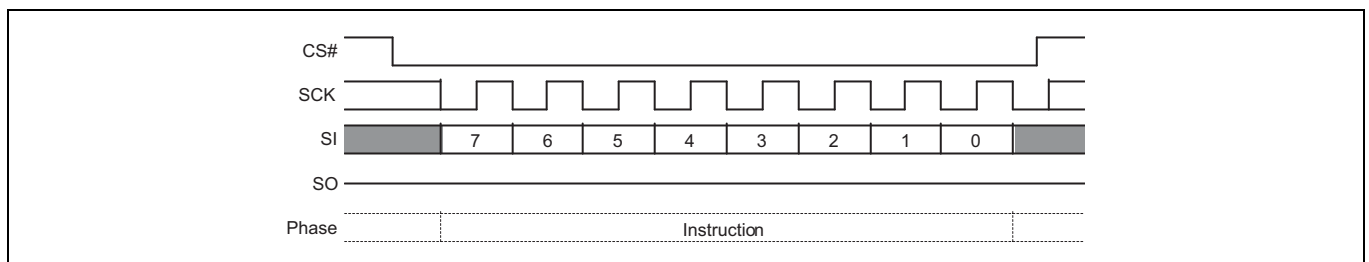 CS#
SCK
SI 7 6 5 4 3 2 1 0
SO
Phase Instruction